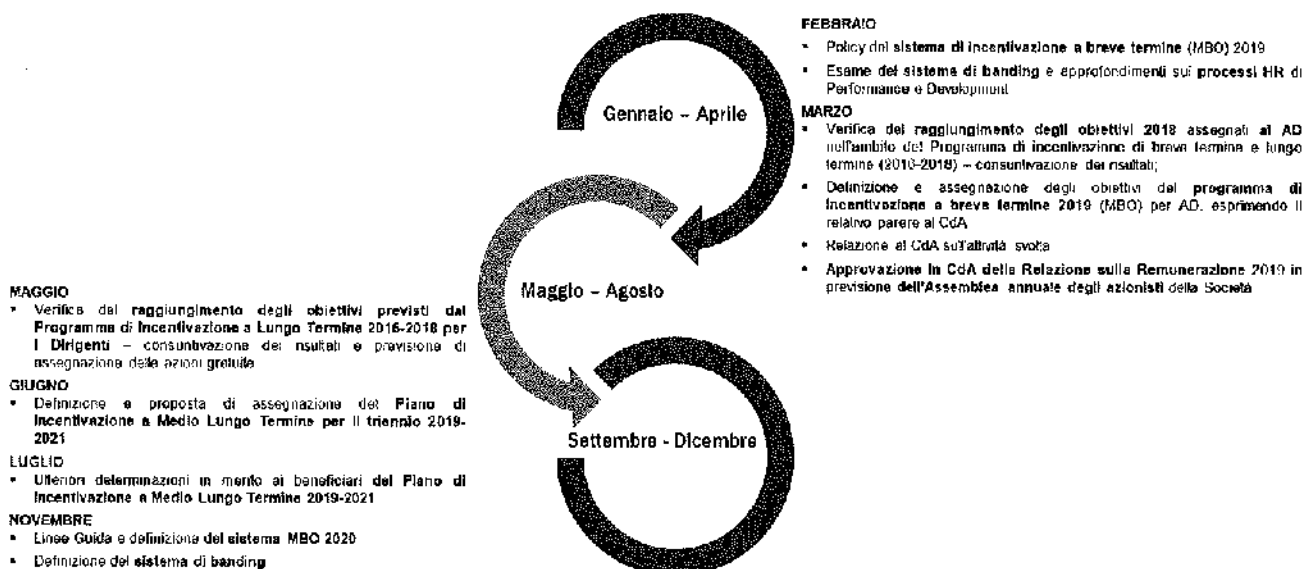 FEBBRAIO
• Policy del sistema di incentivazione a breve termine (MBO) 2019
• Esame del sistema di banding e approfondimenti sui processi HR di
Performance e Development
MARZO
• Verifica del raggiungimento degli obiettivi 2018 assegnati al AD
nell'ambito del Programma di incentivazione di breve termine e lungo
termine (2016-2018) – consuntivazione dei risultati;
• Definizione e assegnazione degli obiettivi del programma di
incentivazione a breve termine 2019 (MBO) per AD, esprimendo il
relativo parere al CdA
• Relazione al CdA sull'attività svolta
• Approvazione in CdA della Relazione sulla Remunerazione 2019 in
previsione dell'Assemblea annuale degli azionisti della Società
Gennaio – Aprile
Maggio – Agosto
Settembre - Dicembre
MAGGIO
• Verifica del raggiungimento degli obiettivi previsti dal
Programma di Incentivazione a Lungo Termine 2016-2018 per
i Dirigenti – consuntivazione dei risultati e previsione di
assegnazione delle azioni gratuite
GIUGNO
• Definizione e proposta di assegnazione del Piano di
Incentivazione a Medio Lungo Termine per il triennio 2019-
2021
LUGLIO
• Ulteriori determinazioni in merito ai beneficiari del Piano di
Incentivazione a Medio Lungo Termine 2019-2021
NOVEMBRE
• Linee Guida e definizione del sistema MBO 2020
• Definizione del sistema di banding